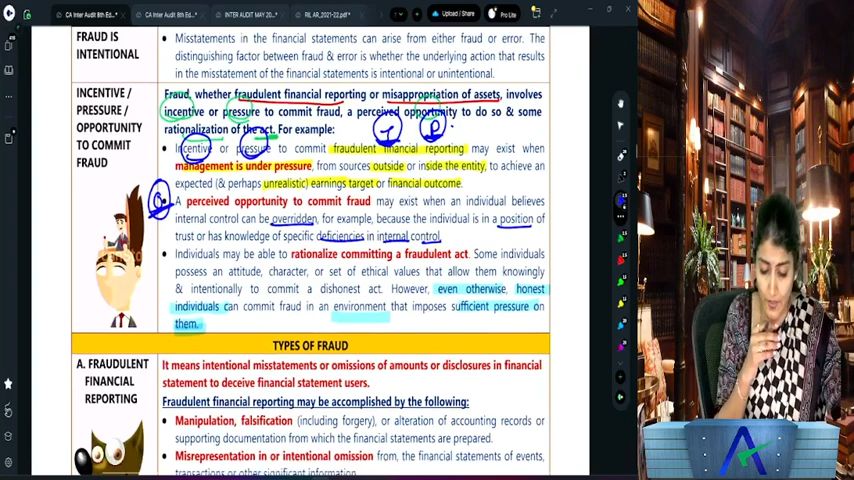 CA Inter Audit 8th Ed...*
CA Inter Audit 8th Ed...*
INTER AUDIT MAY 20...*
RIL AR_2021-22.pdf*
Upload / Share
Pro Lite
FRAUD IS
INTENTIONAL
• Misstatements in the financial statements can arise from either fraud or error. The
distinguishing factor between fraud & error is whether the underlying action that results
in the misstatement of the financial statements is intentional or unintentional.
INCENTIVE /
PRESSURE /
OPPORTUNITY
TO COMMIT
FRAUD
Fraud, whether fraudulent financial reporting or misappropriation of assets, involves
incentive or pressure to commit fraud, a perceived opportunity to do so & some
rationalization of the act. For example:
• Incentive or pressure to commit fraudulent financial reporting may exist when
management is under pressure, from sources outside or inside the entity, to achieve an
expected (& perhaps unrealistic) earnings target or financial outcome.
• A perceived opportunity to commit fraud may exist when an individual believes
internal control can be overridden, for example, because the individual is in a position of
trust or has knowledge of specific deficiencies in internal control.
• Individuals may be able to rationalize committing a fraudulent act. Some individuals
possess an attitude, character, or set of ethical values that allow them knowingly
& intentionally to commit a dishonest act. However, even otherwise, honest
individuals can commit fraud in an environment that imposes sufficient pressure on
them.
TYPES OF FRAUD
A. FRAUDULENT
FINANCIAL
REPORTING
It means intentional misstatements or omissions of amounts or disclosures in financial
statement to deceive financial statement users.
Fraudulent financial reporting may be accomplished by the following:
• Manipulation, falsification (including forgery), or alteration of accounting records or
supporting documentation from which the financial statements are prepared.
• Misrepresentation in or intentional omission from, the financial statements of events,
transactions or other significant information.